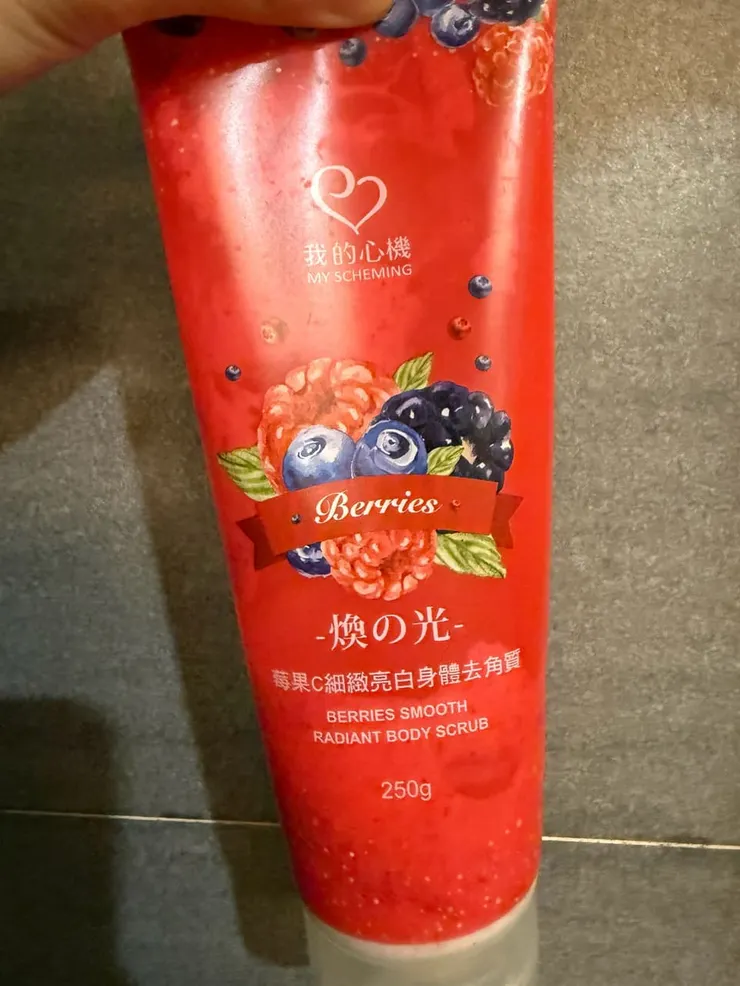 我的心機
MY SCHEMING
Berries
-煥の光-
莓果C細緻亮白身體去角質
BERRIES SMOOTH
RADIANT BODY SCRUB
250g